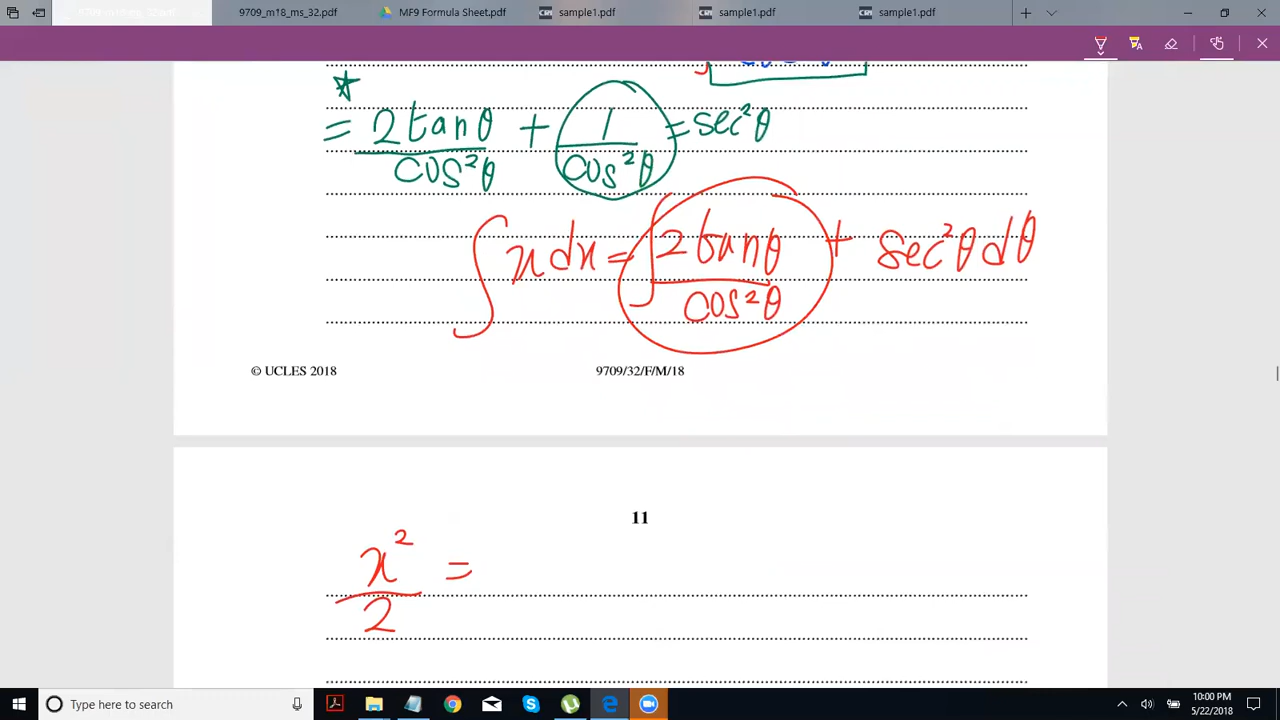 9709_m18_ms_32.pdf MF9 Formula Sheet.pdf sample1.pdf sample1.pdf sample1.pdf
= 2tanθ/cos²θ + 1/cos²θ = sec²θ
∫ x dx = ∫ 2tanθ/cos²θ + sec²θ dθ
© UCLES 2018 9709/32/F/M/18
11
x²/2 =
Type here to search
10:00 PM
5/22/2018